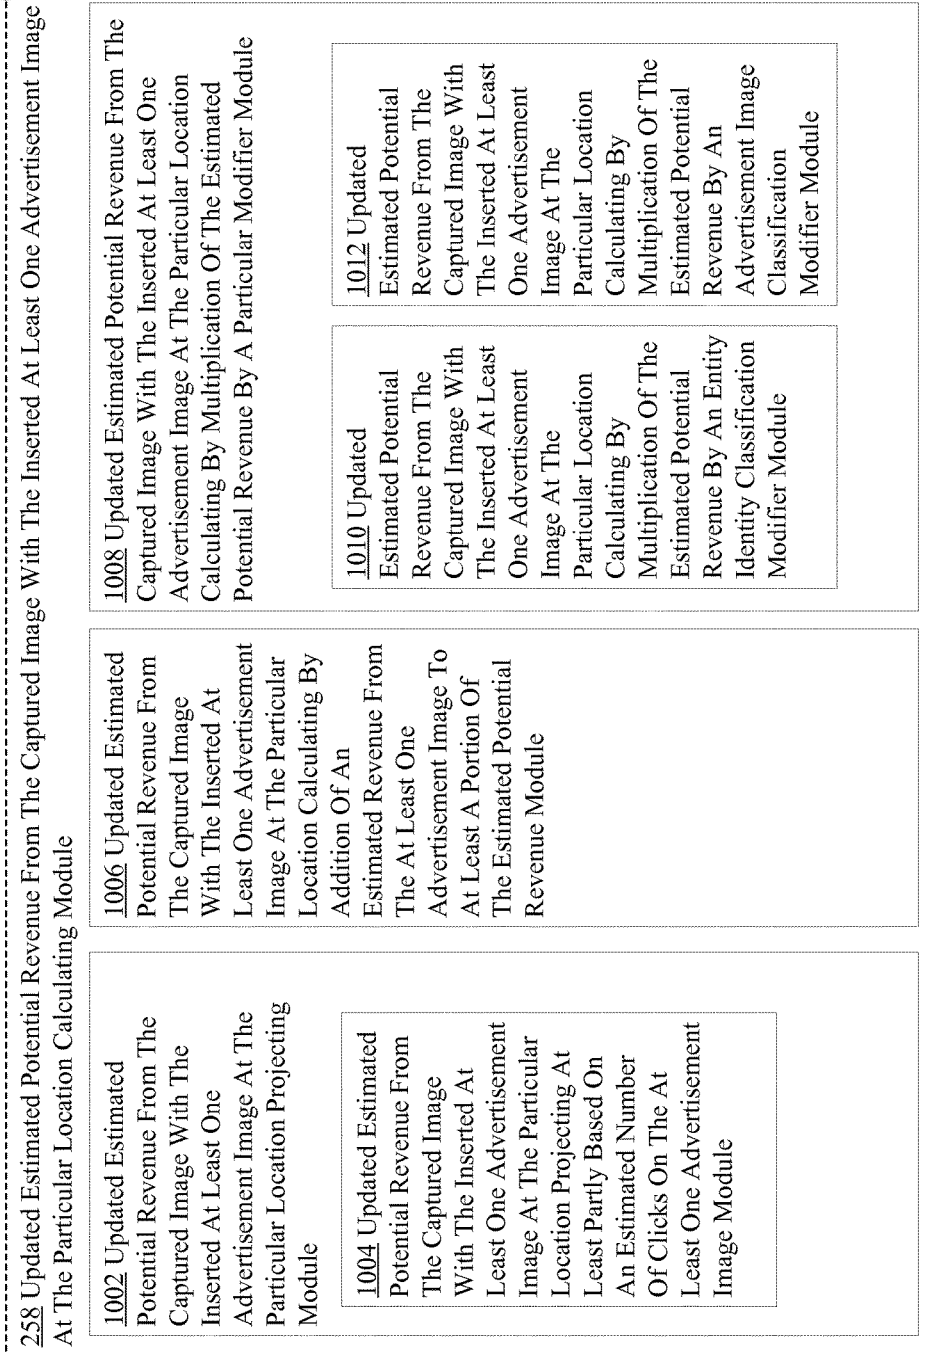 258 Updated Estimated Potential Revenue From The Captured Image With The Inserted At Least One Advertisement Image
At The Particular Location Calculating Module
1002 Updated Estimated
Potential Revenue From The
Captured Image With The
Inserted At Least One
Advertisement Image At The
Particular Location Projecting
Module
1004 Updated Estimated
Potential Revenue From
The Captured Image
With The Inserted At
Least One Advertisement
Image At The Particular
Location Projecting At
Least Partly Based On
An Estimated Number
Of Clicks On The At
Least One Advertisement
Image Module
1006 Updated Estimated
Potential Revenue From
The Captured Image
With The Inserted At
Least One Advertisement
Image At The Particular
Location Calculating By
Addition Of An
Estimated Revenue From
The At Least One
Advertisement Image To
At Least A Portion Of
The Estimated Potential
Revenue Module
1008 Updated Estimated Potential Revenue From The
Captured Image With The Inserted At Least One
Advertisement Image At The Particular Location
Calculating By Multiplication Of The Estimated
Potential Revenue By A Particular Modifier Module
1010 Updated
Estimated Potential
Revenue From The
Captured Image With
The Inserted At Least
One Advertisement
Image At The
Particular Location
Calculating By
Multiplication Of The
Estimated Potential
Revenue By An Entity
Identity Classification
Modifier Module
1012 Updated
Estimated Potential
Revenue From The
Captured Image With
The Inserted At Least
One Advertisement
Image At The
Particular Location
Calculating By
Multiplication Of The
Estimated Potential
Revenue By An
Advertisement Image
Classification
Modifier Module